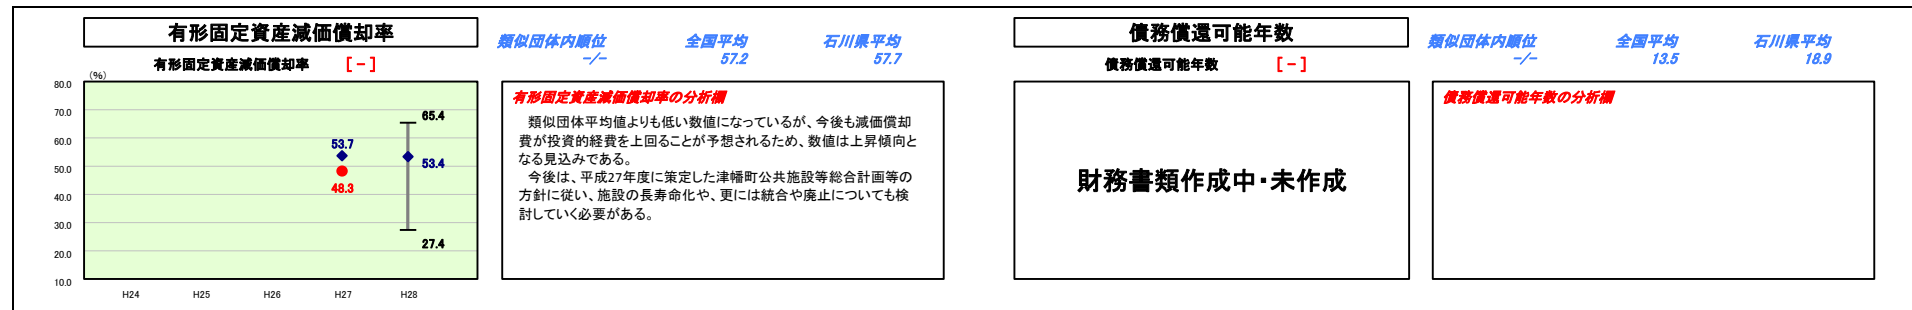 有形固定資産減価償却率
有形固定資産減価償却率 [-]
類似団体内順位 全国平均 石川県平均
-/- 57.2 57.7
(%)
80.0
70.0
60.0
50.0
40.0
30.0
20.0
10.0
53.7
48.3
65.4
53.4
27.4
H24 H25 H26 H27 H28
有形固定資産減価償却率の分析欄
類似団体平均値よりも低い数値になっているが、今後も減価償却
費が投資的経費を上回ることが予想されるため、数値は上昇傾向と
なる見込みである。
今後は、平成27年度に策定した津幡町公共施設等総合計画等の
方針に従い、施設の長寿命化や、更には統合や廃止についても検
討していく必要がある。
債務償還可能年数
債務償還可能年数 [-]
類似団体内順位 全国平均 石川県平均
-/- 13.5 18.9
財務書類作成中・未作成
債務償還可能年数の分析欄